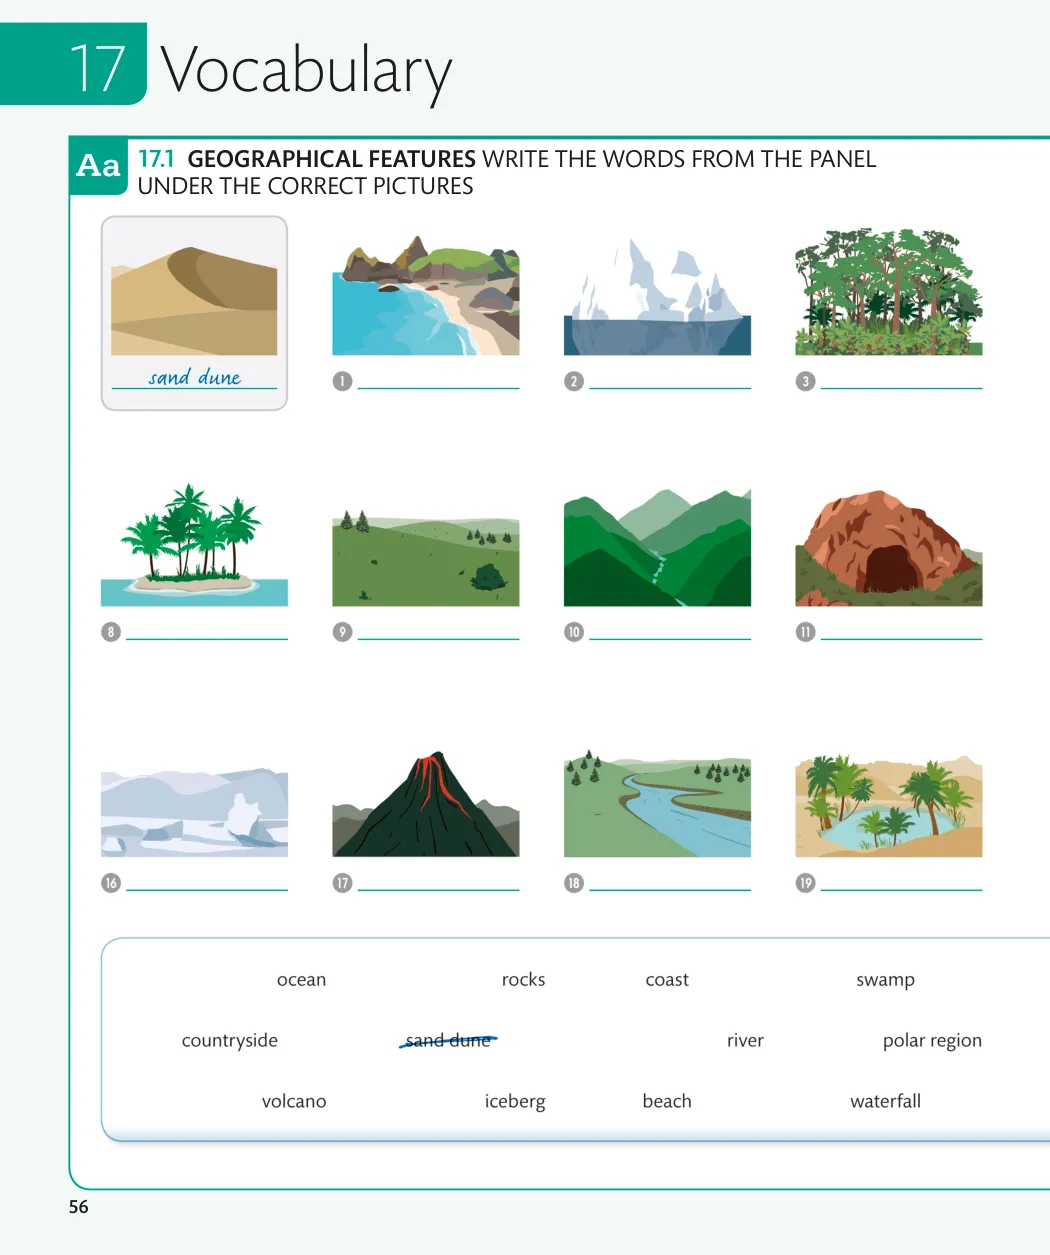 17 Vocabulary
Aa
17.1 GEOGRAPHICAL FEATURES WRITE THE WORDS FROM THE PANEL
UNDER THE CORRECT PICTURES
sand dune
1
2
3
8
9
10
11
16
17
18
19
ocean rocks coast swamp
countryside sand dune river polar region
volcano iceberg beach waterfall
56